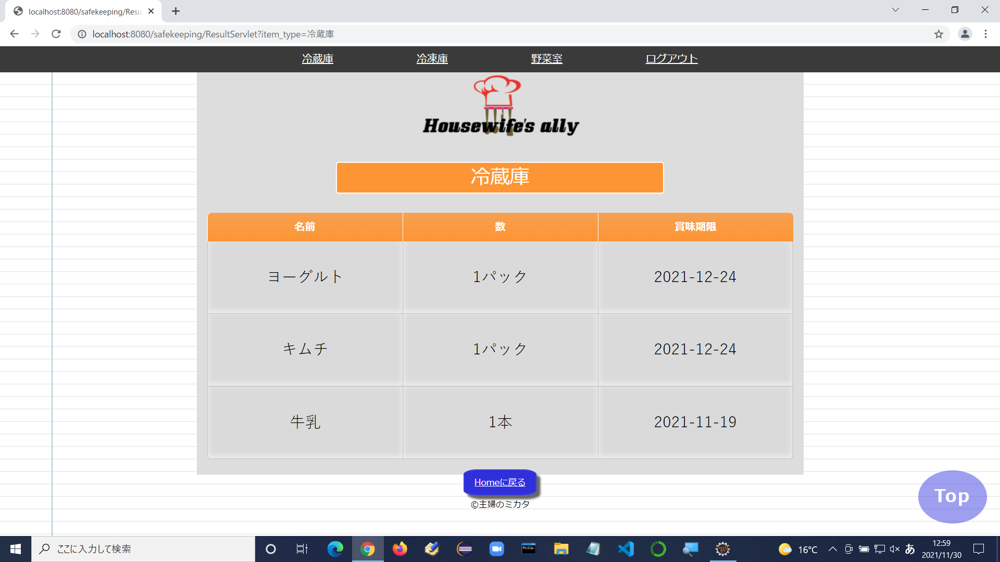 localhost:8080/safekeeping/Resu
localhost:8080/safekeeping/ResultServlet?item_type=冷蔵庫
冷蔵庫 冷凍庫 野菜室 ログアウト
Housewife's ally
冷蔵庫
名前 数 賞味期限
ヨーグルト 1パック 2021-12-24
キムチ 1パック 2021-12-24
牛乳 1本 2021-11-19
Homeに戻る
Top
©主婦のミカタ
ここに入力して検索
MySQL
16°C
あ
12:59
2021/11/30